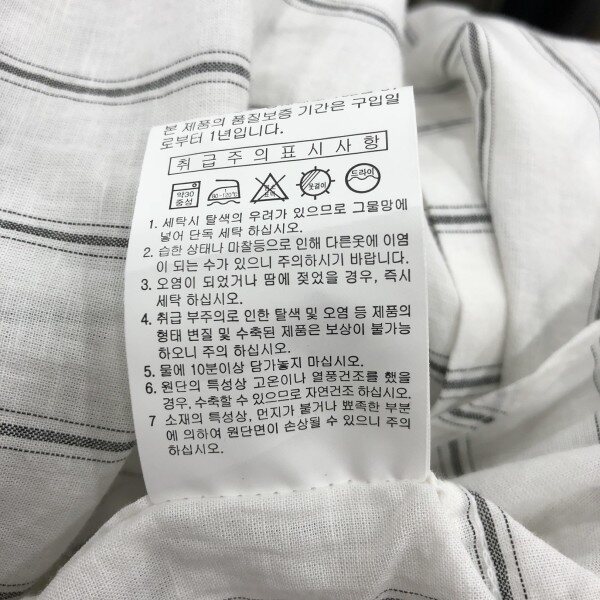 본 제품의 품질보증 기간은 구입일
로부터 1년입니다.
취급주의표시사항
약30 중성
80~120℃
옷걸이
드라이
1. 세탁시 탈색의 우려가 있으므로 그물망에
넣어 단독 세탁 하십시오.
2. 습한 상태나 마찰등으로 인해 다른옷에 이염
이 되는 수가 있으니 주의하시기 바랍니다.
3. 오염이 되었거나 땀에 젖었을 경우, 즉시
세탁 하십시오.
4. 취급 부주의로 인한 탈색 및 오염 등 제품의
형태 변질 및 수축된 제품은 보상이 불가능
하오니 주의 하십시오.
5. 물에 10분이상 담가놓지 마십시오.
6. 원단의 특성상 고온이나 열풍건조를 했을
경우, 수축할 수 있으므로 자연건조 하십시오.
7 소재의 특성상, 먼지가 붙거나 뾰족한 부분
에 의하여 원단면이 손상될 수 있으니 주의
하십시오.